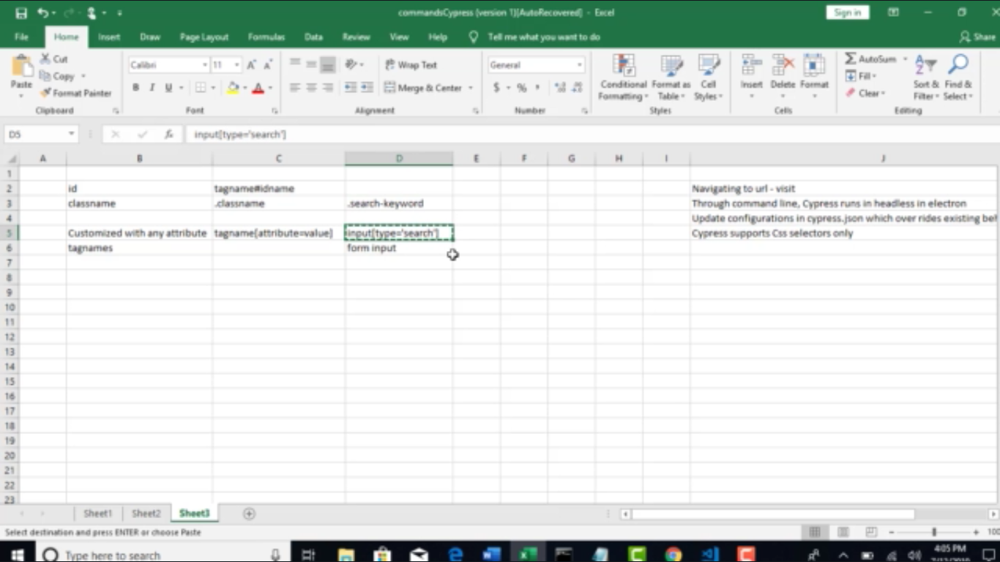 commandsCypress (version 1)[AutoRecovered] - Excel
Sign in
File Home Insert Draw Page Layout Formulas Data Review View Help Tell me what you want to do Share
Paste
Cut
Copy
Format Painter
Clipboard
Calibri 11
B I U
Font
Wrap Text
Merge & Center
Alignment
General
$ % ,
Number
Conditional Formatting
Format as Table
Cell Styles
Styles
Insert Delete Format
Cells
AutoSum
Fill
Clear
Sort & Filter
Find & Select
Editing
D5 fx input[type='search']
A B C D E F G H I J
1
2 id tagname#idname Navigating to url - visit
3 classname .classname .search-keyword Through command line, Cypress runs in headless in electron
4 Update configurations in cypress.json which over rides existing beh
5 Customized with any attribute tagname[attribute=value] input[type='search'] Cypress supports Css selectors only
6 tagnames form input
7
8
9
10
11
12
13
14
15
16
17
18
19
20
21
22
23
Sheet1 Sheet2 Sheet3
Select destination and press ENTER or choose Paste
100
Type here to search
4:05 PM